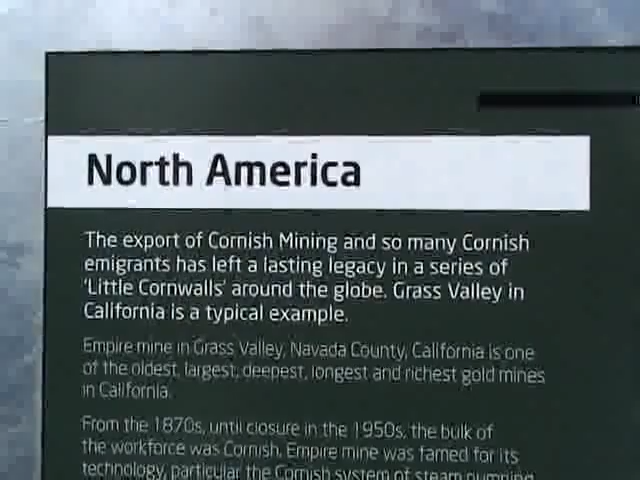 North America
The export of Cornish Mining and so many Cornish
emigrants has left a lasting legacy in a series of
'Little Cornwalls' around the globe. Grass Valley in
California is a typical example.
Empire mine in Grass Valley, Navada County, California is one
of the oldest, largest, deepest, longest and richest gold mines
in California.
From the 1870s, until closure in the 1950s, the bulk of
the workforce was Cornish. Empire mine was famed for its
technology, particular the Cornish system of steam pumping